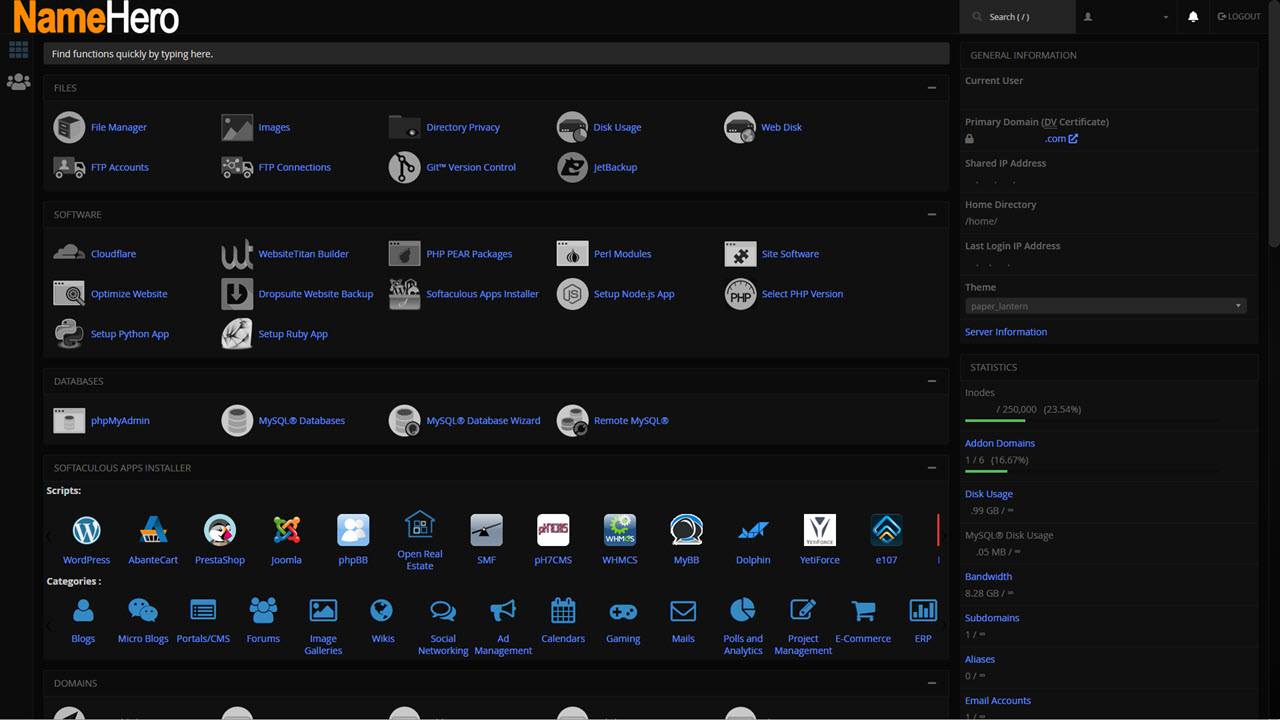 NameHero
Search ( / )
LOGOUT
Find functions quickly by typing here.
FILES
File Manager
Images
Directory Privacy
Disk Usage
Web Disk
FTP Accounts
FTP Connections
Git™ Version Control
JetBackup
SOFTWARE
Cloudflare
WebsiteTitan Builder
PHP PEAR Packages
Perl Modules
Site Software
Optimize Website
Dropsuite Website Backup
Softaculous Apps Installer
Setup Node.js App
PHP
Select PHP Version
Setup Python App
Setup Ruby App
DATABASES
phpMyAdmin
MySQL® Databases
MySQL® Database Wizard
Remote MySQL®
SOFTACULOUS APPS INSTALLER
Scripts:
pH7CMS
WHMCS
YETIFORCE
WordPress
AbanteCart
PrestaShop
Joomla
phpBB
Open Real
Estate
SMF
pH7CMS
WHMCS
MyBB
Dolphin
YetiForce
e107
Categories :
Blogs
Micro Blogs
Portals/CMS
Forums
Image
Galleries
Wikis
Social
Networking
Ad
Management
Calendars
Gaming
Mails
Polls and
Analytics
Project
Management
E-Commerce
ERP
DOMAINS
GENERAL INFORMATION
Current User
Primary Domain (DV Certificate)
.com
Shared IP Address
. . .
Home Directory
/home/
Last Login IP Address
. . .
Theme
paper_lantern
Server Information
STATISTICS
Inodes
/ 250,000 (23.54%)
Addon Domains
1 / 6 (16.67%)
Disk Usage
.99 GB / ∞
MySQL® Disk Usage
.05 MB / ∞
Bandwidth
8.28 GB / ∞
Subdomains
1 / ∞
Aliases
0 / ∞
Email Accounts
1 / ∞